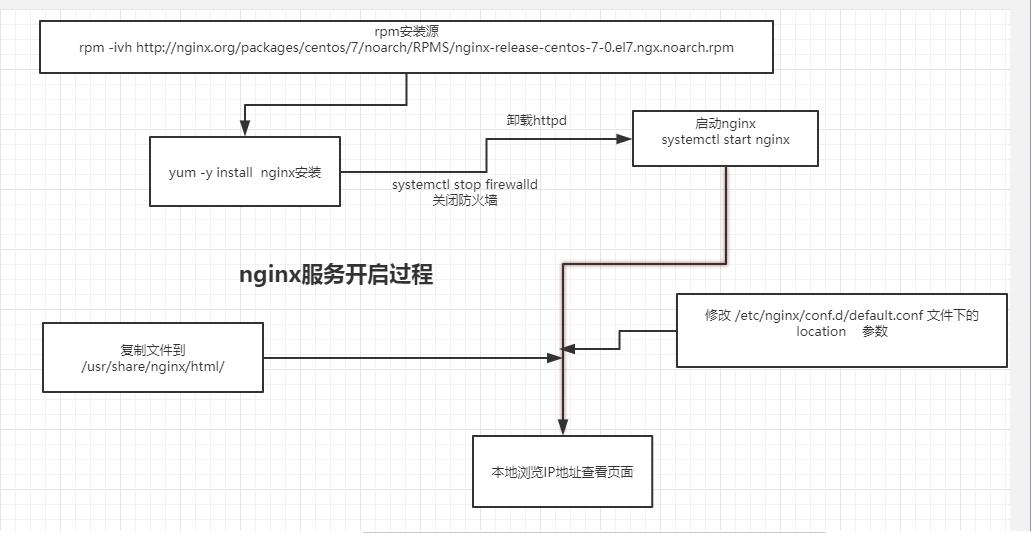 rpm安装源
rpm -ivh http://nginx.org/packages/centos/7/noarch/RPMS/nginx-release-centos-7-0.el7.ngx.noarch.rpm
yum -y install  nginx安装
卸载httpd
systemctl stop firewalld
关闭防火墙
启动nginx
systemctl start nginx
nginx服务开启过程
修改 /etc/nginx/conf.d/default.conf 文件下的
location    参数
复制文件到
/usr/share/nginx/html/
本地浏览IP地址查看页面